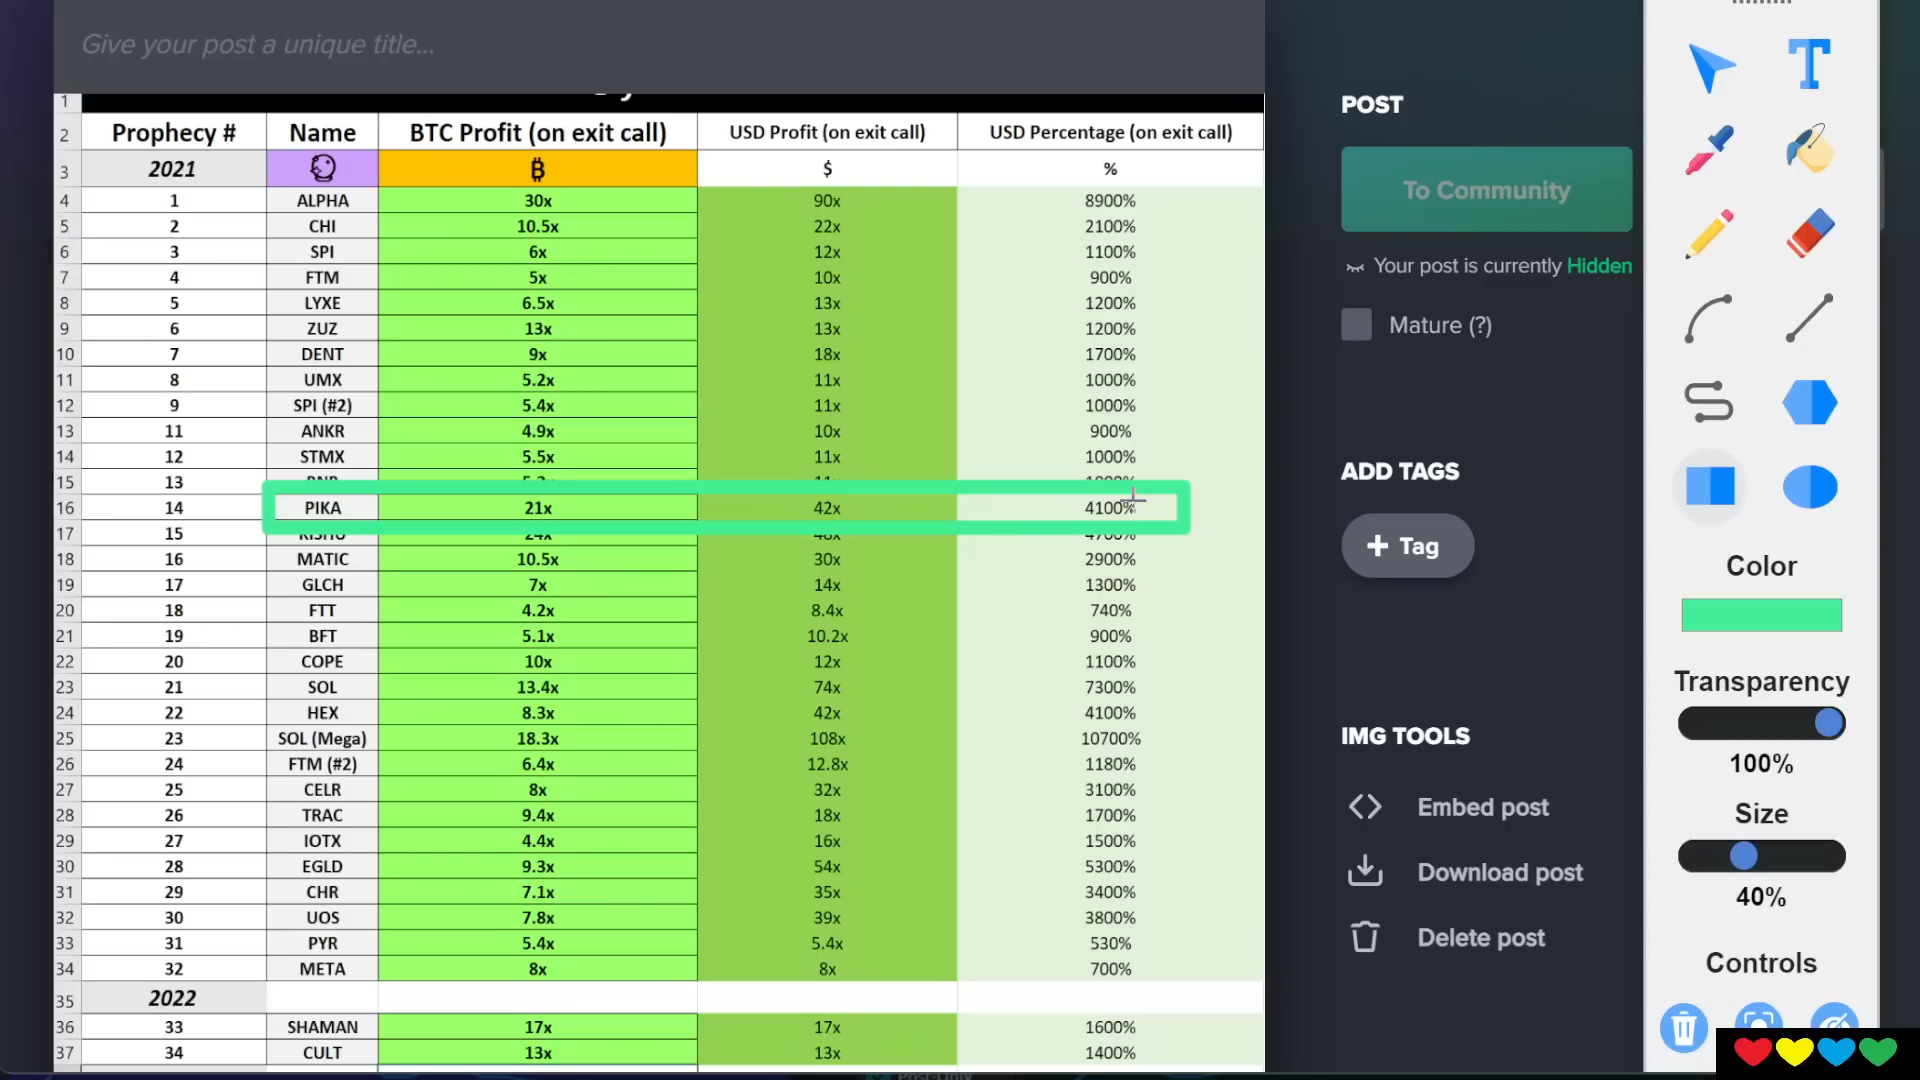 Give your post a unique title...
1
2 Prophecy # Name BTC Profit (on exit call) USD Profit (on exit call) USD Percentage (on exit call)
3 2021 ₿ $ %
4 1 ALPHA 30x 90x 8900%
5 2 CHI 10.5x 22x 2100%
6 3 SPI 6x 12x 1100%
7 4 FTM 5x 10x 900%
8 5 LYXE 6.5x 13x 1200%
9 6 ZUZ 13x 13x 1200%
10 7 DENT 9x 18x 1700%
11 8 UMX 5.2x 11x 1000%
12 9 SPI (#2) 5.4x 11x 1000%
13 11 ANKR 4.9x 10x 900%
14 12 STMX 5.5x 11x 1000%
15 13
16 14 PIKA 21x 42x 4100%
17 15
18 16 MATIC 10.5x 30x 2900%
19 17 GLCH 7x 14x 1300%
20 18 FTT 4.2x 8.4x 740%
21 19 BFT 5.1x 10.2x 900%
22 20 COPE 10x 12x 1100%
23 21 SOL 13.4x 74x 7300%
24 22 HEX 8.3x 42x 4100%
25 23 SOL (Mega) 18.3x 108x 10700%
26 24 FTM (#2) 6.4x 12.8x 1180%
27 25 CELR 8x 32x 3100%
28 26 TRAC 9.4x 18x 1700%
29 27 IOTX 4.4x 16x 1500%
30 28 EGLD 9.3x 54x 5300%
31 29 CHR 7.1x 35x 3400%
32 30 UOS 7.8x 39x 3800%
33 31 PYR 5.4x 5.4x 530%
34 32 META 8x 8x 700%
35 2022
36 33 SHAMAN 17x 17x 1600%
37 34 CULT 13x 13x 1400%
POST
To Community
Your post is currently Hidden
Mature (?)
ADD TAGS
+ Tag
IMG TOOLS
Embed post
Download post
Delete post
T
Color
Transparency
100%
Size
40%
Controls